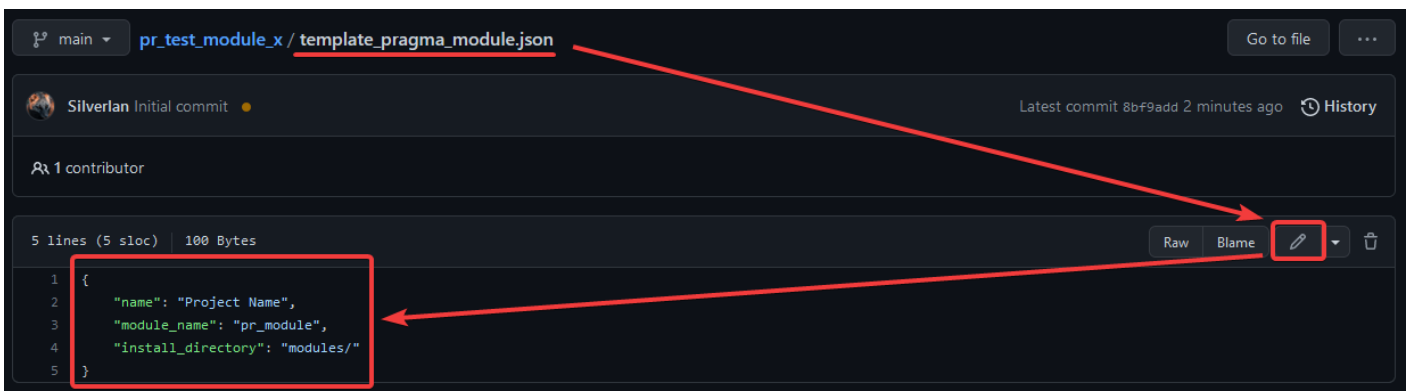 main pr_test_module_x / template_pragma_module.json Go to file ...
Silverlan Initial commit Latest commit 8bf9add 2 minutes ago History
1 contributor
5 lines (5 sloc) 100 Bytes Raw Blame
1 {
2 "name": "Project Name",
3 "module_name": "pr_module",
4 "install_directory": "modules/"
5 }